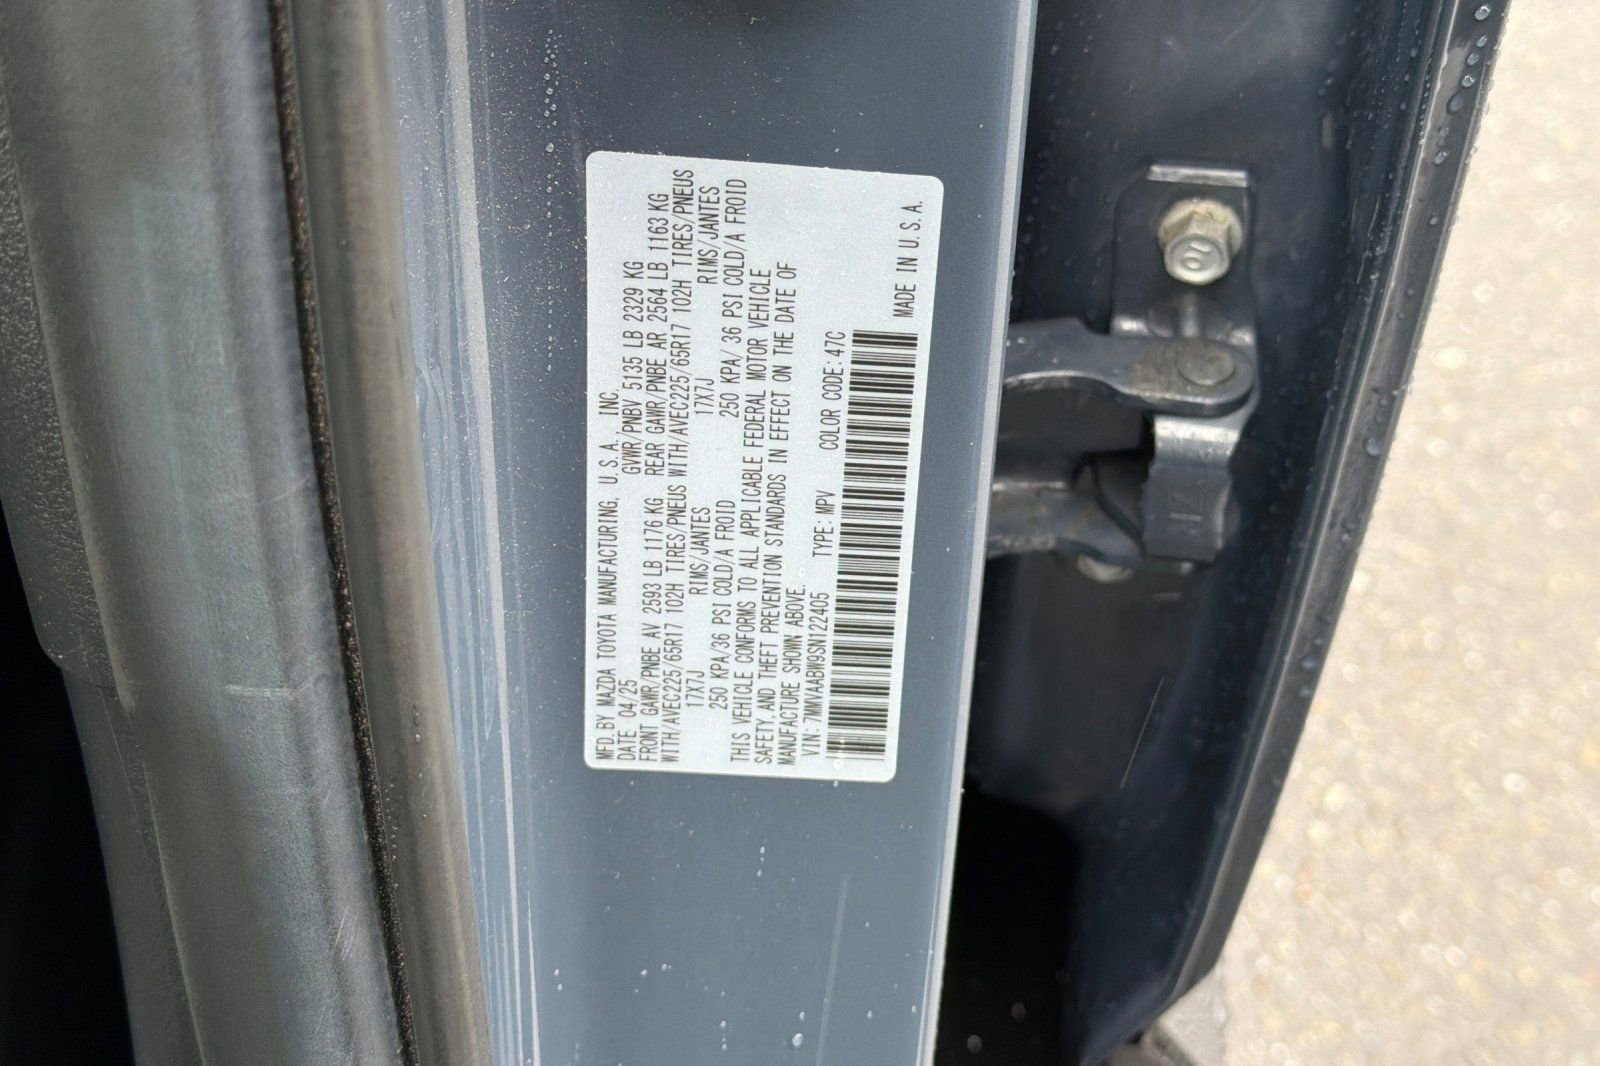 MFD.BY MAZDA TOYOTA MANUFACTURING, U.S.A., INC.
DATE 04/25 GVWR/PNBV 5135 LB 2329 KG
FRONT GAWR/PNBE AV 2593 LB 1176 KG REAR GAWR/PNBE AR 2564 LB 1163 KG
WITH/AVEC225/65R17 102H TIRES/PNEUS WITH/AVEC225/65R17 102H TIRES/PNEUS
17X7J RIMS/JANTES 17X7J RIMS/JANTES
250 KPA/36 PSI COLD/A FROID 250 KPA/ 36 PSI COLD/A FROID
THIS VEHICLE CONFORMS TO ALL APPLICABLE FEDERAL MOTOR VEHICLE
SAFETY,AND THEFT PREVENTION STANDARDS IN EFFECT ON THE DATE OF
MANUFACTURE SHOWN ABOVE.
VIN:7MMVAABW9SN122405 TYPE:MPV COLOR CODE:47C
MADE IN U.S.A.